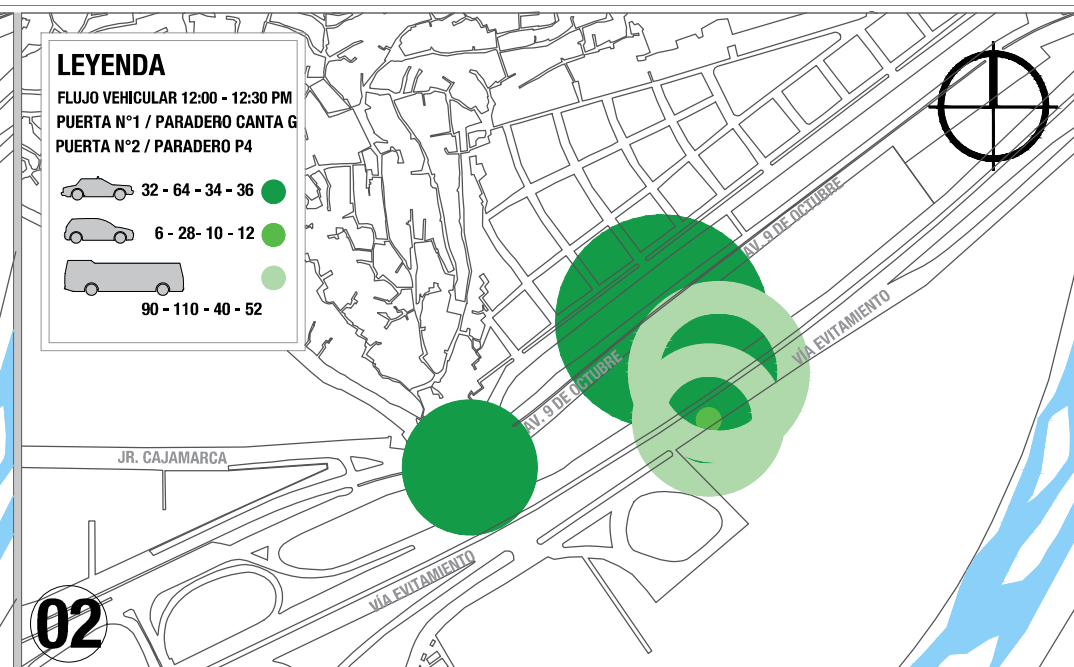 LEYENDA
FLUJO VEHICULAR 12:00 - 12:30 PM
PUERTA N°1 / PARADERO CANTA G
PUERTA N°2 / PARADERO P4
32 - 64 - 34 - 36
6 - 28- 10 - 12
90 - 110 - 40 - 52
AV. 9 DE OCTUBRE
VÍA EVITAMIENTO
AV. 9 DE OCTUBRE
JR. CAJAMARCA
VÍA EVITAMIENTO
02